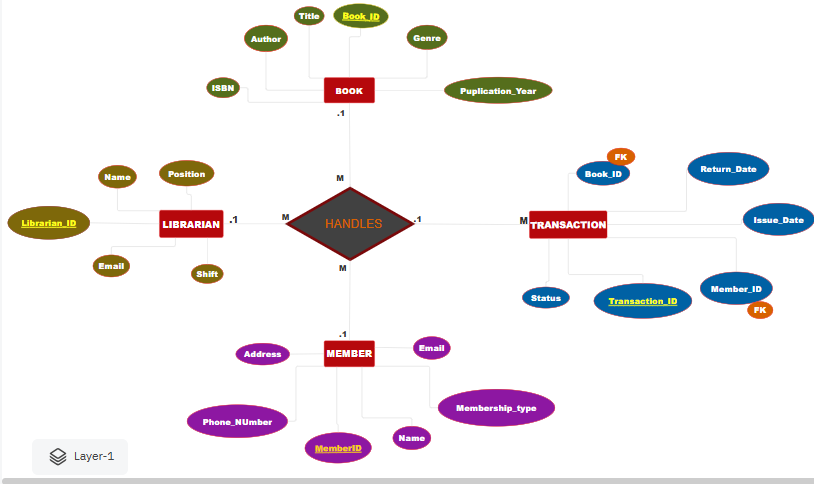 Title
Book_ID
Author
Genre
ISBN
BOOK
Puplication_Year
.1
M
FK
Book_ID
Return_Date
Name
Position
Librarian_ID
LIBRARIAN
.1
M
HANDLES
.1
M
TRANSACTION
Issue_Date
Email
Shift
M
Status
Transaction_ID
Member_ID
FK
.1
Address
MEMBER
Email
Phone_NUmber
Membership_type
MemberID
Name
Layer-1